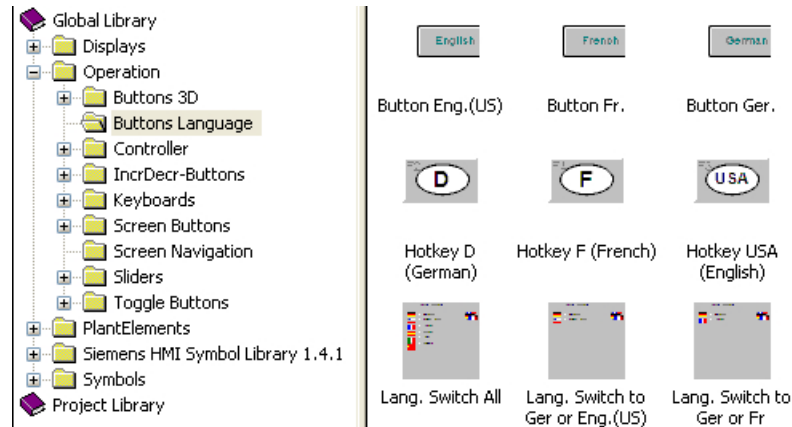 Global Library
Displays
Operation
Buttons 3D
Buttons Language
Controller
IncrDecr-Buttons
Keyboards
Screen Buttons
Screen Navigation
Sliders
Toggle Buttons
PlantElements
Siemens HMI Symbol Library 1.4.1
Symbols
Project Library
English
French
German
Button Eng.(US)
Button Fr.
Button Ger.
D
F
USA
Hotkey D
(German)
Hotkey F (French)
Hotkey USA
(English)
Lang. Switch All
Lang. Switch to
Ger or Eng.(US)
Lang. Switch to
Ger or Fr